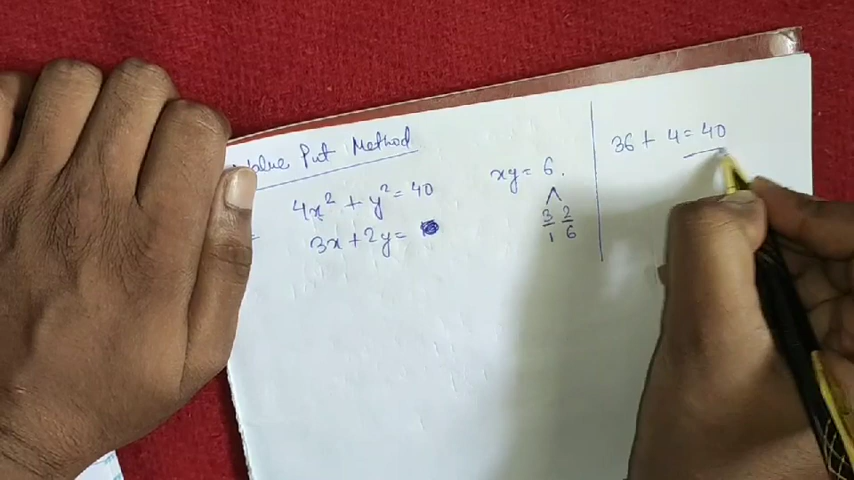 Value Put Method
4x² + y² = 40
3x + 2y =
xy = 6.
3 2
1 6
36 + 4 = 40